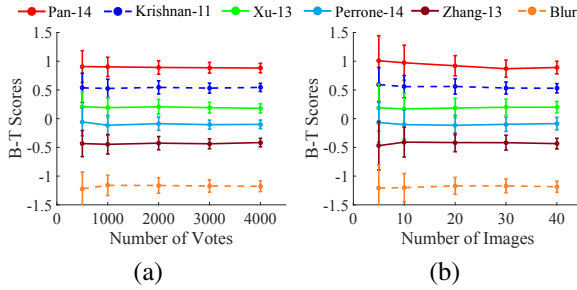 Pan-14 Krishnan-11 Xu-13 Perrone-14 Zhang-13 Blur
1.5
1
0.5
0
-0.5
-1
-1.5
B-T Scores
0 1000 2000 3000 4000
Number of Votes
(a)
1.5
1
0.5
0
-0.5
-1
-1.5
B-T Scores
0 10 20 30 40
Number of Images
(b)